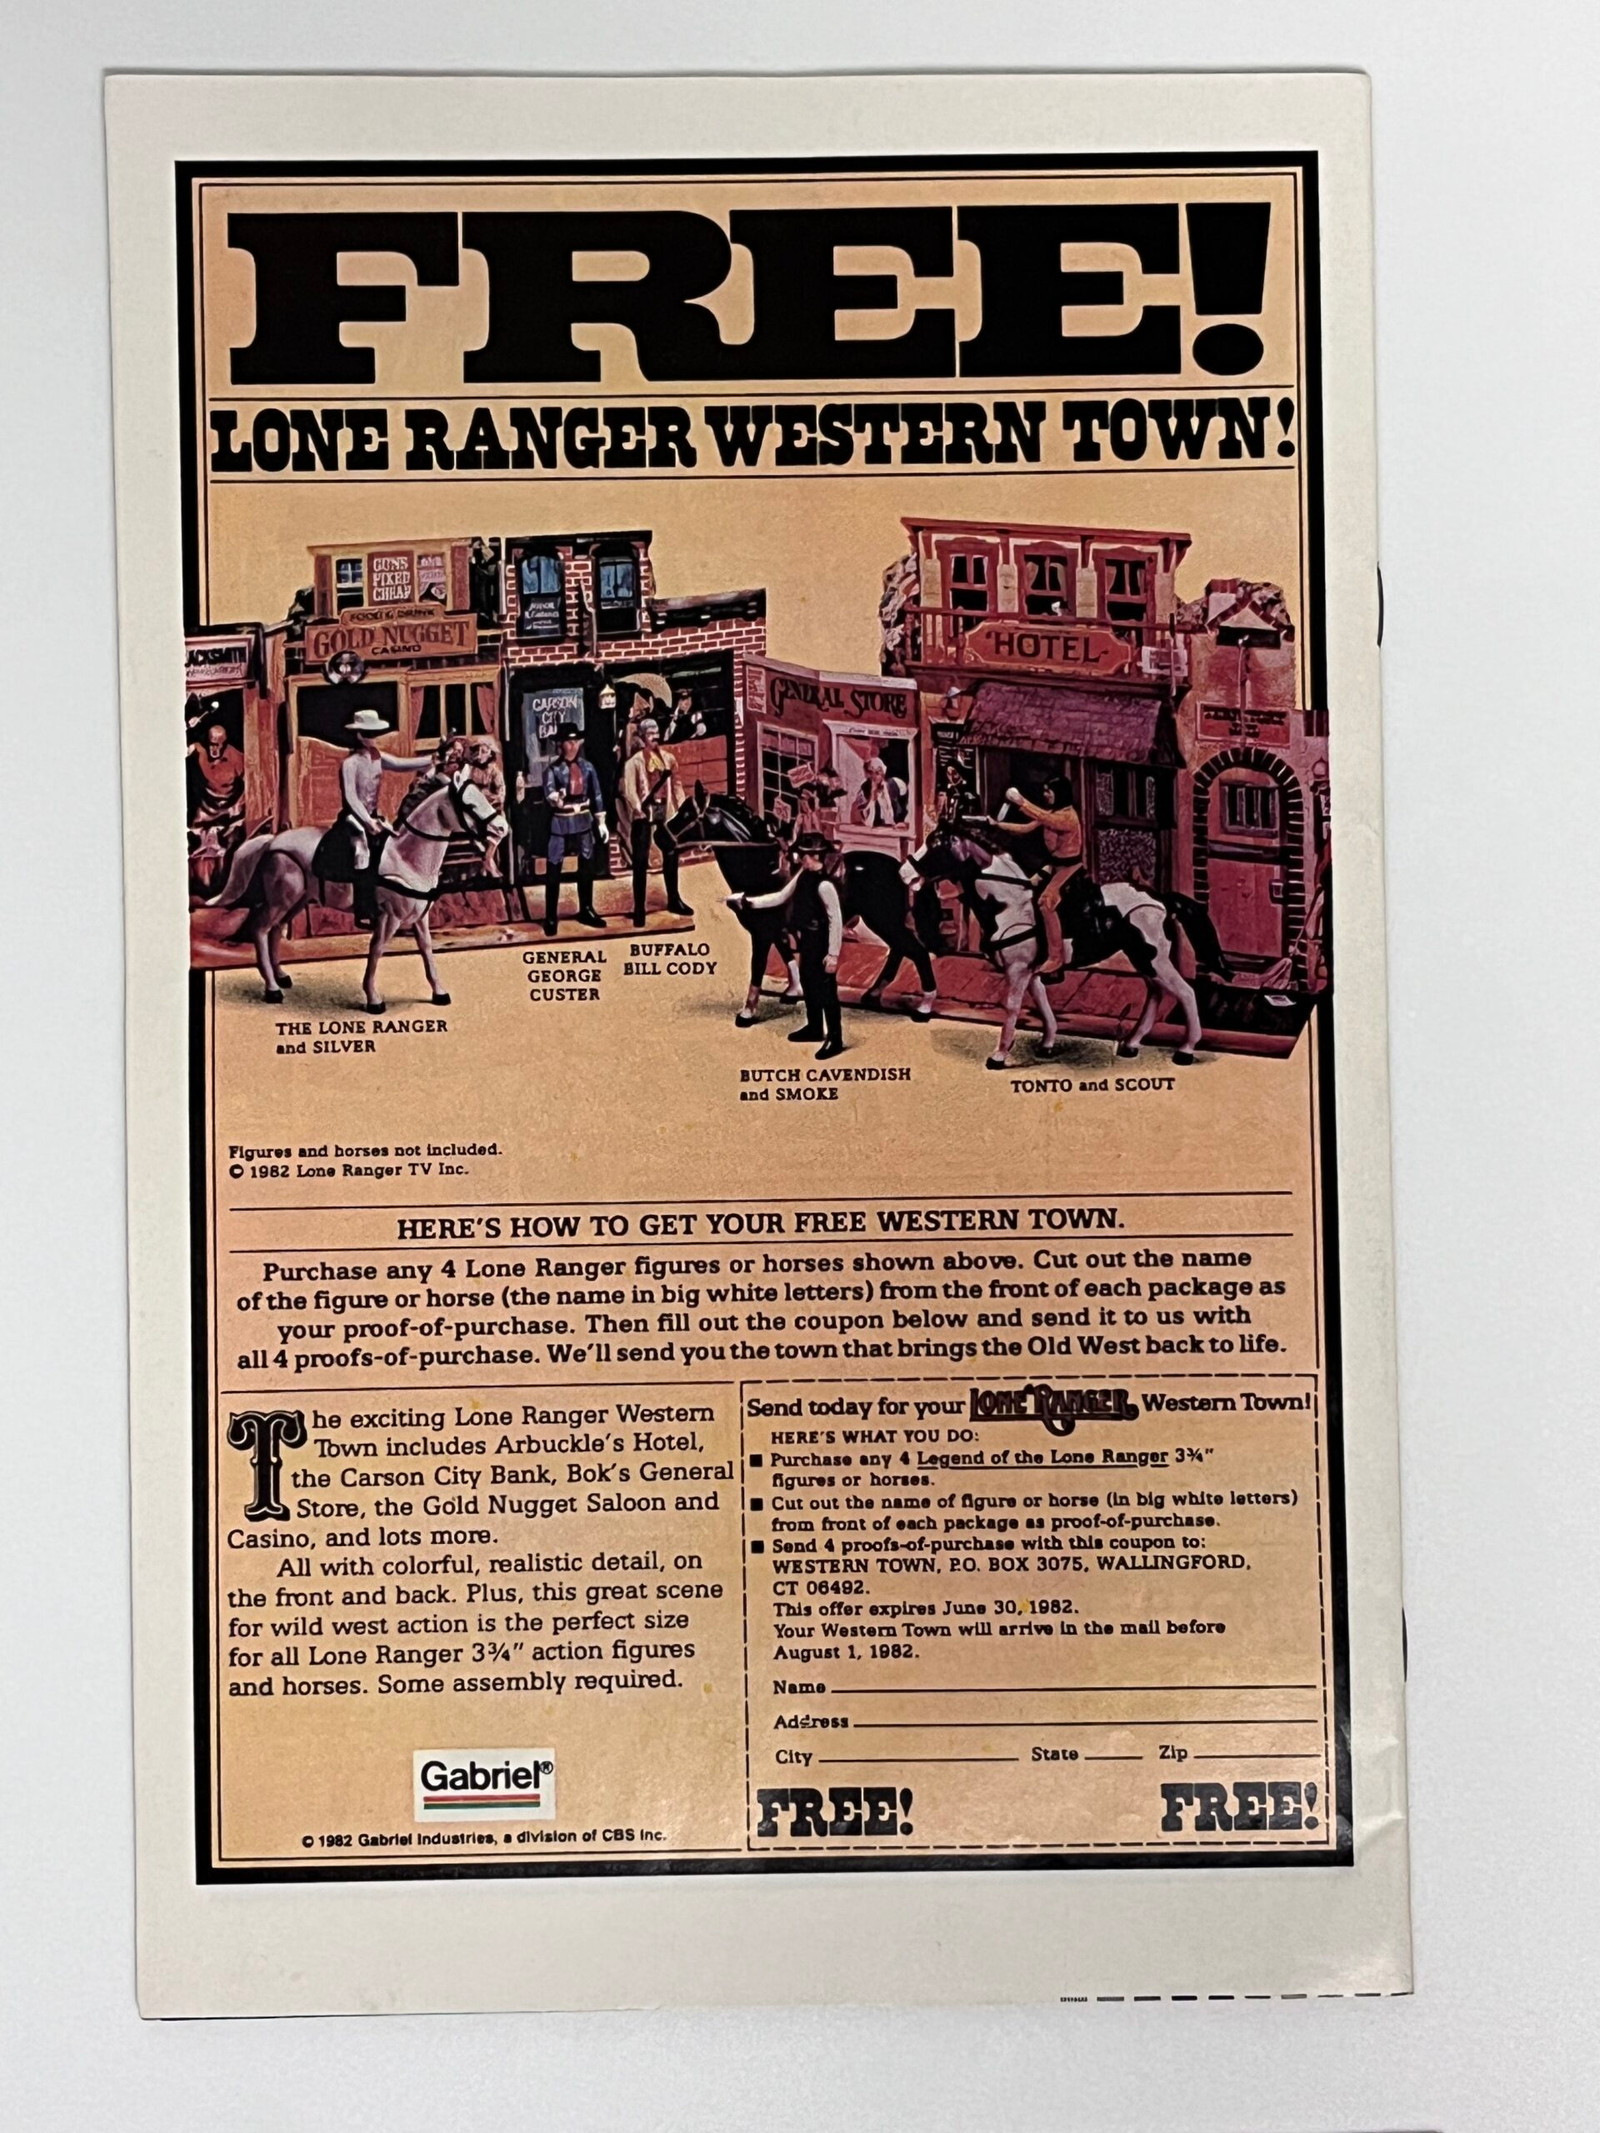 FREE!
LONE RANGER WESTERN TOWN!
GUNS
FIXED
CHEAP
FOOD & DRINK
GOLD NUGGET
CASINO
ACKSMITH
CARSON
CITY
BA
GENERAL STORE
HOTEL
GENERAL
GEORGE
CUSTER
BUFFALO
BILL CODY
THE LONE RANGER
and SILVER
BUTCH CAVENDISH
and SMOKE
TONTO and SCOUT
Figures and horses not included.
© 1982 Lone Ranger TV Inc.
HERE'S HOW TO GET YOUR FREE WESTERN TOWN.
Purchase any 4 Lone Ranger figures or horses shown above. Cut out the name
of the figure or horse (the name in big white letters) from the front of each package as
your proof-of-purchase. Then fill out the coupon below and send it to us with
all 4 proofs-of-purchase. We'll send you the town that brings the Old West back to life.
The exciting Lone Ranger Western
Town includes Arbuckle's Hotel,
the Carson City Bank, Bok's General
Store, the Gold Nugget Saloon and
Casino, and lots more.
All with colorful, realistic detail, on
the front and back. Plus, this great scene
for wild west action is the perfect size
for all Lone Ranger 3¾" action figures
and horses. Some assembly required.
Gabriel®
© 1982 Gabriel Industries, a division of CBS Inc.
Send today for your LONE RANGER Western Town!
HERE'S WHAT YOU DO:
■ Purchase any 4 Legend of the Lone Ranger 3¾"
figures or horses.
■ Cut out the name of figure or horse (in big white letters)
from front of each package as proof-of-purchase.
■ Send 4 proofs-of-purchase with this coupon to:
WESTERN TOWN, P.O. BOX 3075, WALLINGFORD,
CT 06492.
This offer expires June 30, 1982.
Your Western Town will arrive in the mail before
August 1, 1982.
Name
Address
City State Zip
FREE! FREE!